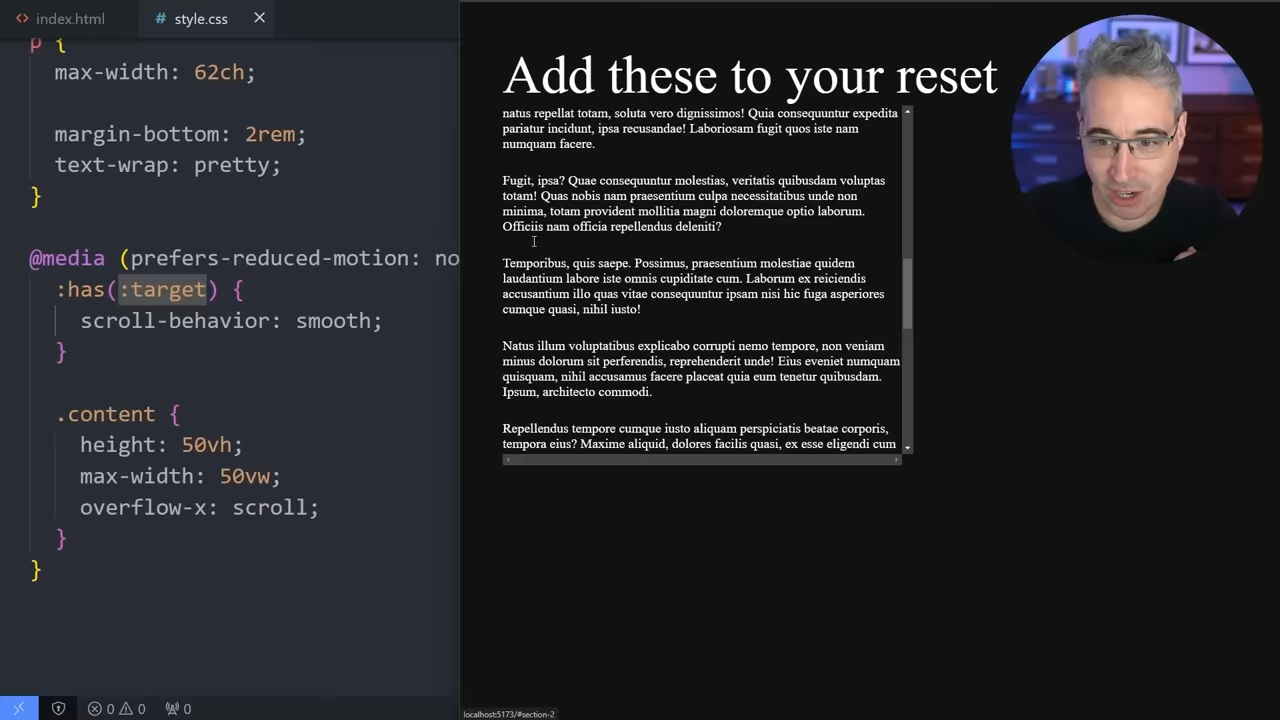 index.html
style.css
p {
max-width: 62ch;
margin-bottom: 2rem;
text-wrap: pretty;
}
@media (prefers-reduced-motion: no
:has(:target) {
scroll-behavior: smooth;
}
.content {
height: 50vh;
max-width: 50vw;
overflow-x: scroll;
}
}
0 0 0
Add these to your reset
natus repellat totam, soluta vero dignissimos! Quia consequuntur expedita
pariatur incidunt, ipsa recusandae! Laboriosam fugit quos iste nam
numquam facere.
Fugit, ipsa? Quae consequuntur molestias, veritatis quibusdam voluptas
totam! Quas nobis nam praesentium culpa necessitatibus unde non
minima, totam provident mollitia magni doloremque optio laborum.
Officiis nam officia repellendus deleniti?
Temporibus, quis saepe. Possimus, praesentium molestiae quidem
laudantium labore iste omnis cupiditate cum. Laborum ex reiciendis
accusantium illo quas vitae consequuntur ipsam nisi hic fuga asperiores
cumque quasi, nihil iusto!
Natus illum voluptatibus explicabo corrupti nemo tempore, non veniam
minus dolorum sit perferendis, reprehenderit unde! Eius eveniet numquam
quisquam, nihil accusamus facere placeat quia eum tenetur quibusdam.
Ipsum, architecto commodi.
Repellendus tempore cumque iusto aliquam perspiciatis beatae corporis,
tempora eius? Maxime aliquid, dolores facilis quasi, ex esse eligendi cum
localhost:5173/#section-2